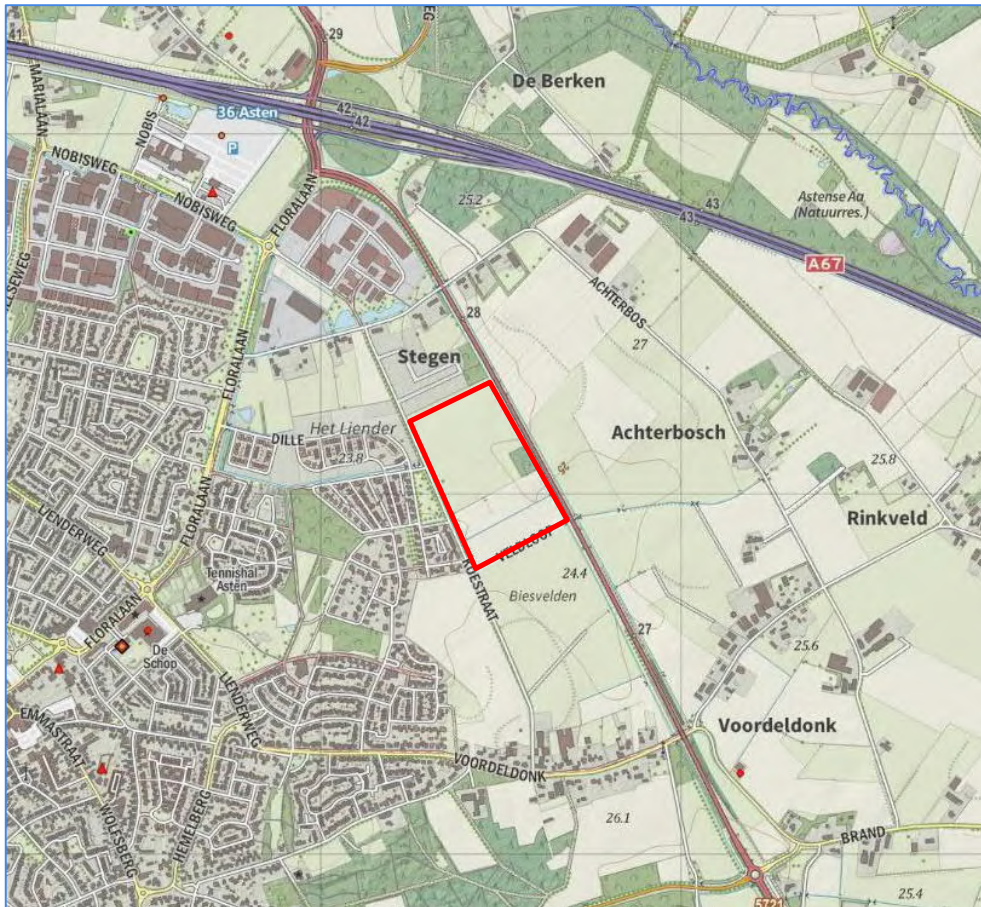 41
29
MARIALAAN
De Berken
36 Asten
42
42
NOBIS
P
NOBISWEG
NOBISWEG
FLORALAAN
25.2
43
43
Astense Aa
(Natuurres.)
A67
ACHTERBOS
28
27
Stegen
FLORALAAN
Het Liender
DILLE
23.8
Achterbosch
25.8
Rinkveld
LIENDERWEG
FLORALAAN
VELDLOOP
24.4
Biesvelden
Tennishal
Asten
27
FLORALAAN
De
Schop
25.6
LIENDERWEG
EMMASTRAAT
Voordeldonk
VOORDELDONK
WOLFSBERG
HEMELBERG
26.1
BRAND
25.4
5721